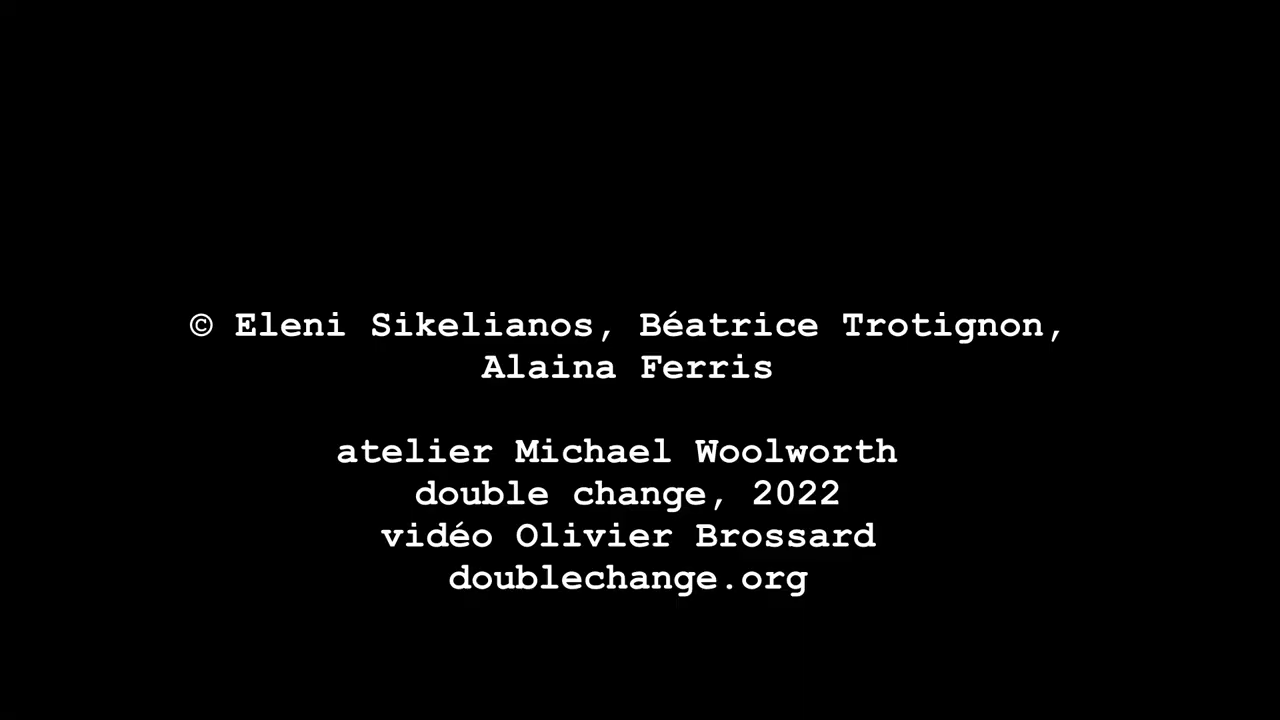 © Eleni Sikelianos, Béatrice Trotignon,
Alaina Ferris
atelier Michael Woolworth
double change, 2022
vidéo Olivier Brossard
doublechange.org